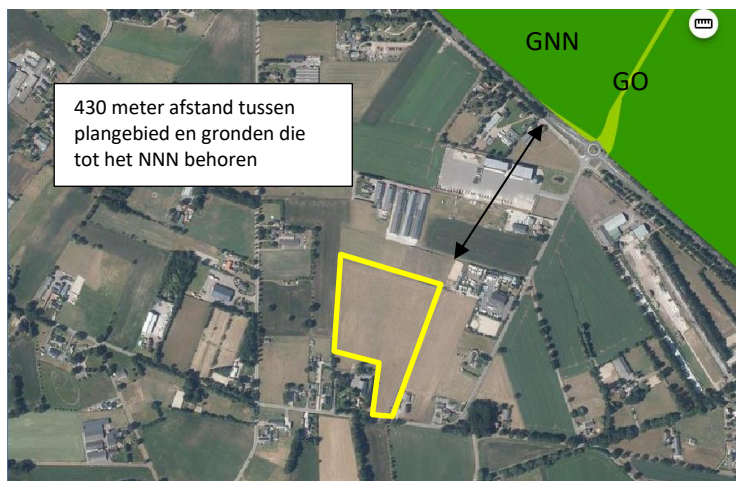 GNN
GO
430 meter afstand tussen
plangebied en gronden die
tot het NNN behoren